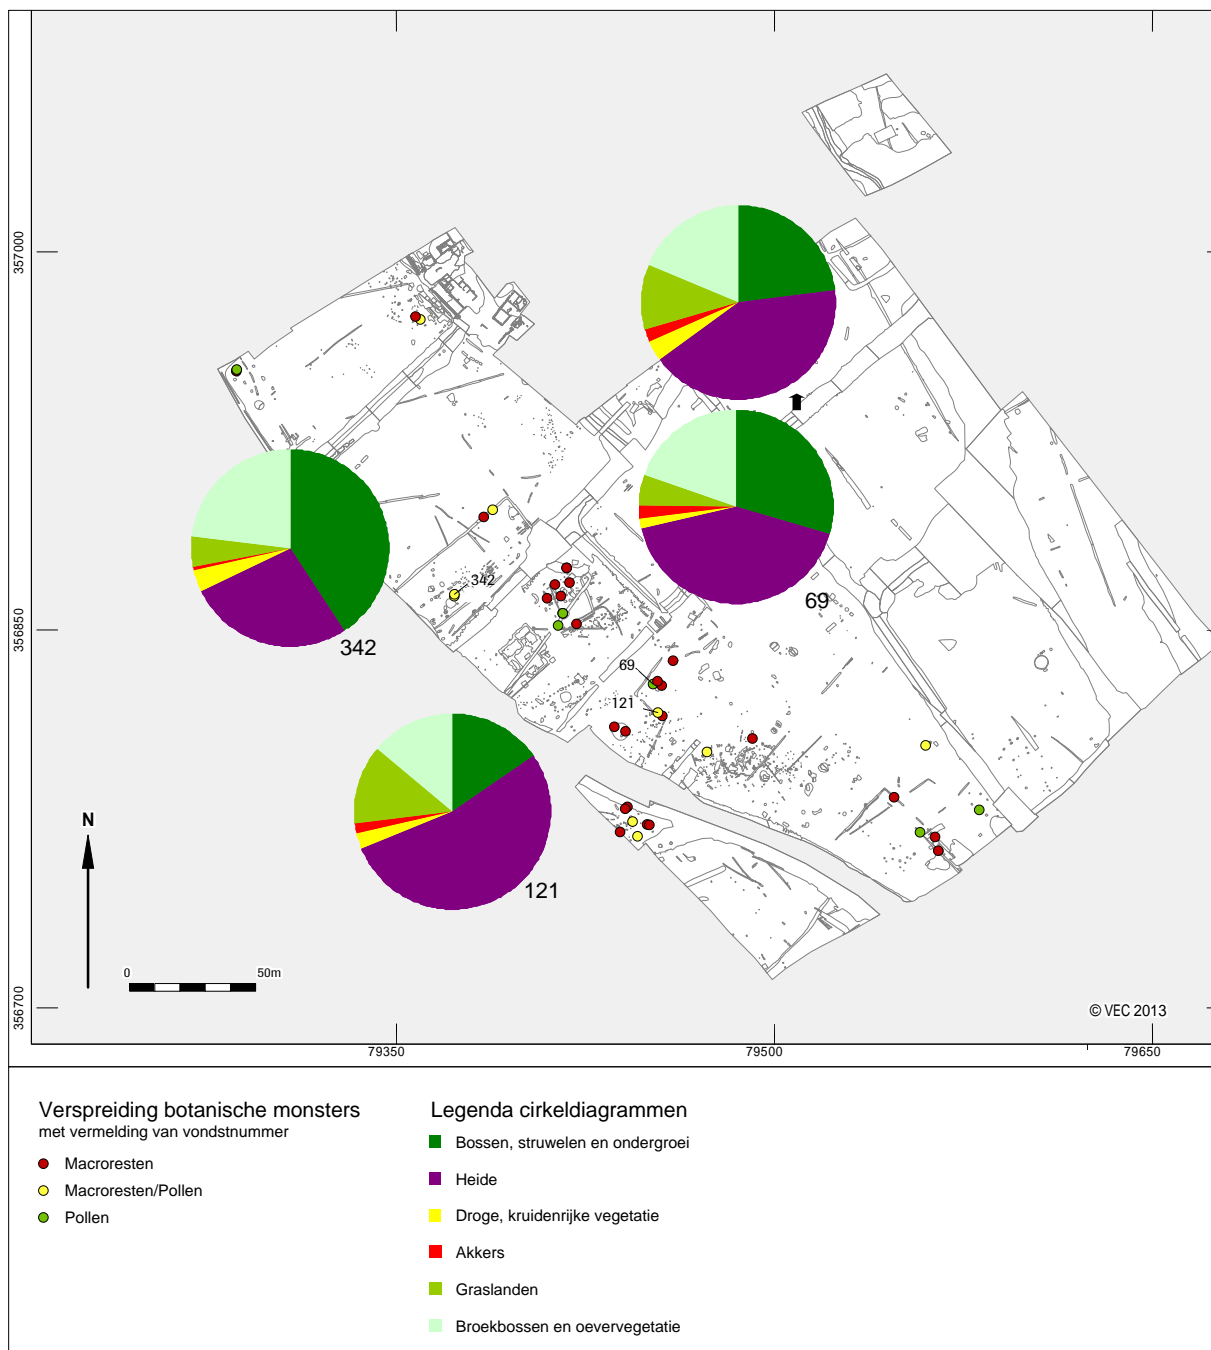 357000
356850
356700
342
342
69
69
121
121
N
0 50m
© VEC 2013
79350 79500 79650
Verspreiding botanische monsters
met vermelding van vondstnummer
Macroresten
Macroresten/Pollen
Pollen
Legenda cirkeldiagrammen
Bossen, struwelen en ondergroei
Heide
Droge, kruidenrijke vegetatie
Akkers
Graslanden
Broekbossen en oevervegetatie